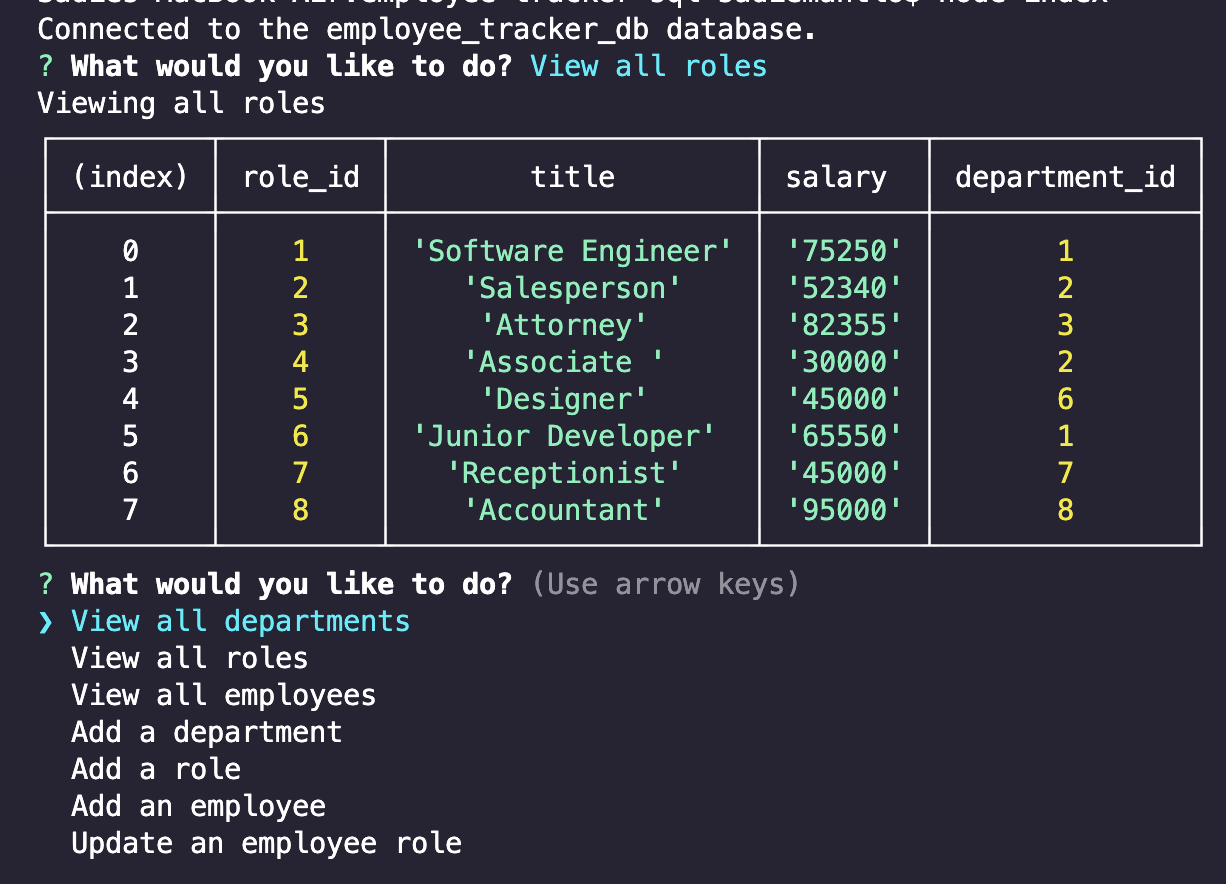 Connected to the employee_tracker_db database.
? What would you like to do? View all roles
Viewing all roles
(index) role_id title salary department_id
0 1 'Software Engineer' '75250' 1
1 2 'Salesperson' '52340' 2
2 3 'Attorney' '82355' 3
3 4 'Associate ' '30000' 2
4 5 'Designer' '45000' 6
5 6 'Junior Developer' '65550' 1
6 7 'Receptionist' '45000' 7
7 8 'Accountant' '95000' 8
? What would you like to do? (Use arrow keys)
❯ View all departments
View all roles
View all employees
Add a department
Add a role
Add an employee
Update an employee role